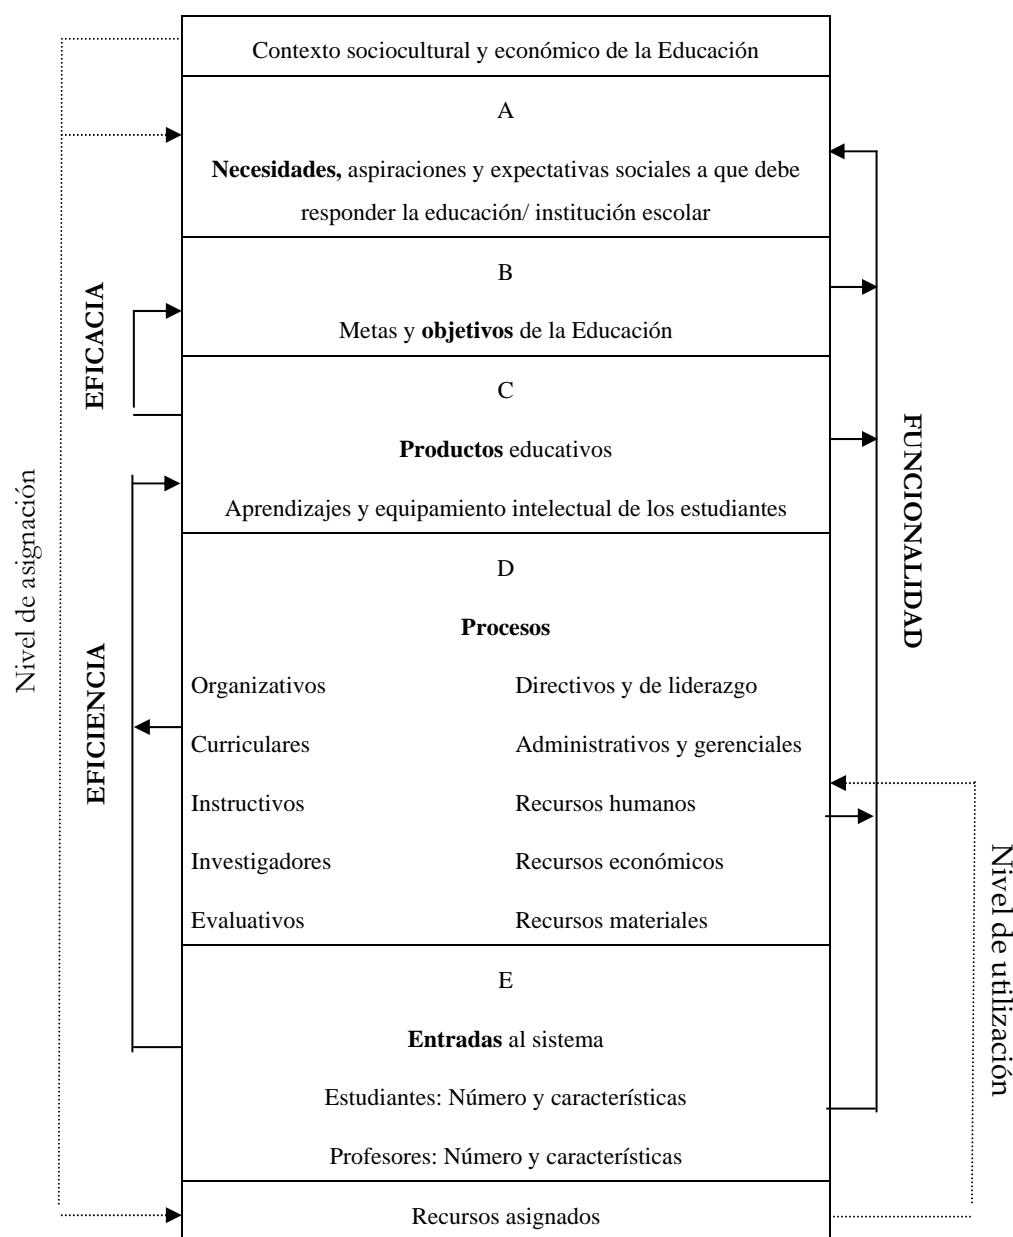 Contexto sociocultural y económico de la Educación
A
Necesidades, aspiraciones y expectativas sociales a que debe
responder la educación/ institución escolar
B
Metas y objetivos de la Educación
C
Productos educativos
Aprendizajes y equipamiento intelectual de los estudiantes
D
Procesos
Organizativos Directivos y de liderazgo
Curriculares Administrativos y gerenciales
Instructivos Recursos humanos
Investigadores Recursos económicos
Evaluativos Recursos materiales
E
Entradas al sistema
Estudiantes: Número y características
Profesores: Número y características
Recursos asignados
Nivel de asignación
EFICACIA
EFICIENCIA
FUNCIONALIDAD
Nivel de utilización